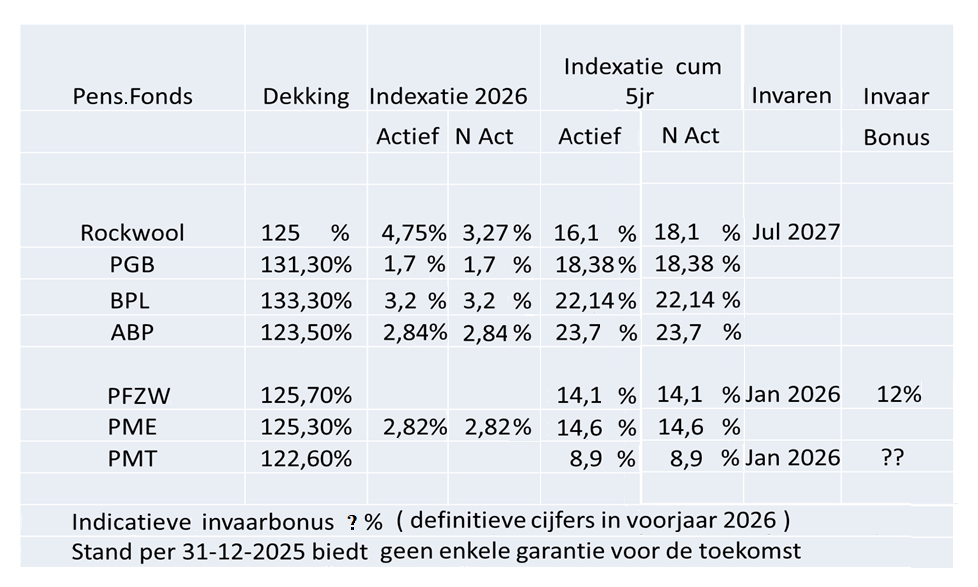 Indexatie cum
Pens.Fonds Dekking Indexatie 2026 5jr Invaren Invaar
Actief N Act Actief N Act Bonus
Rockwool 125 % 4,75% 3,27 % 16,1 % 18,1 % Jul 2027
PGB 131,30% 1,7 % 1,7 % 18,38 % 18,38 %
BPL 133,30% 3,2 % 3,2 % 22,14 % 22,14 %
ABP 123,50% 2,84% 2,84 % 23,7 % 23,7 %
PFZW 125,70% 14,1 % 14,1 % Jan 2026 12%
PME 125,30% 2,82% 2,82% 14,6 % 14,6 %
PMT 122,60% 8,9 % 8,9 % Jan 2026 ??
Indicatieve invaarbonus ? % ( definitieve cijfers in voorjaar 2026 )
Stand per 31-12-2025 biedt geen enkele garantie voor de toekomst